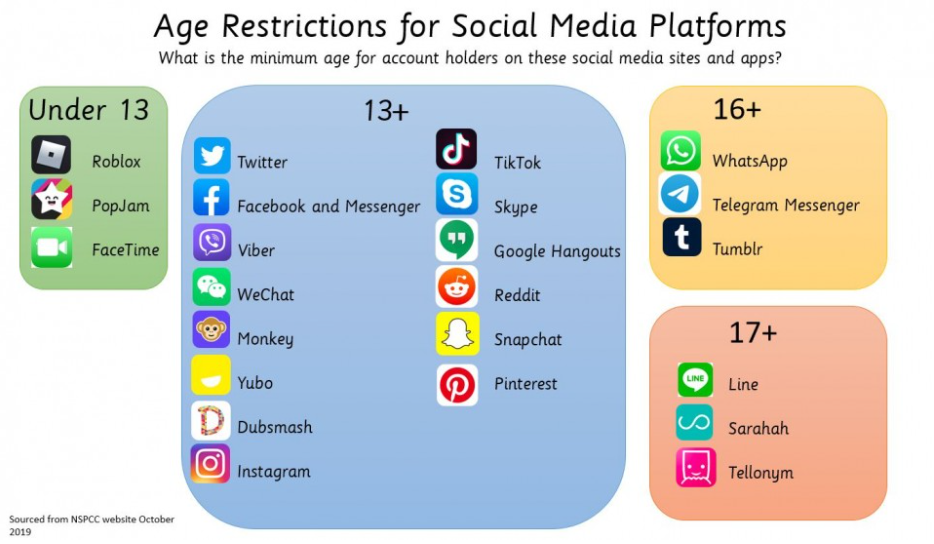 Age Restrictions for Social Media Platforms
What is the minimum age for account holders on these social media sites and apps?
Under 13
Roblox
PopJam
FaceTime
13+
Twitter
Facebook and Messenger
Viber
WeChat
Monkey
Yubo
Dubsmash
Instagram
TikTok
Skype
Google Hangouts
Reddit
Snapchat
Pinterest
16+
WhatsApp
Telegram Messenger
Tumblr
17+
LINE
Line
Sarahah
Tellonym
Sourced from NSPCC website October
2019